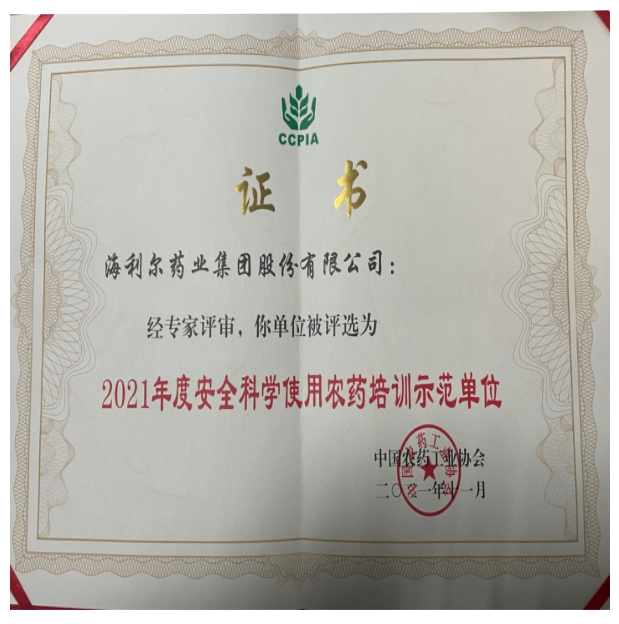 CCPIA
证 书
海利尔药业集团股份有限公司：
经专家评审，你单位被评选为
2021年度安全科学使用农药培训示范单位
中国农药工业协会
二〇二一年十一月